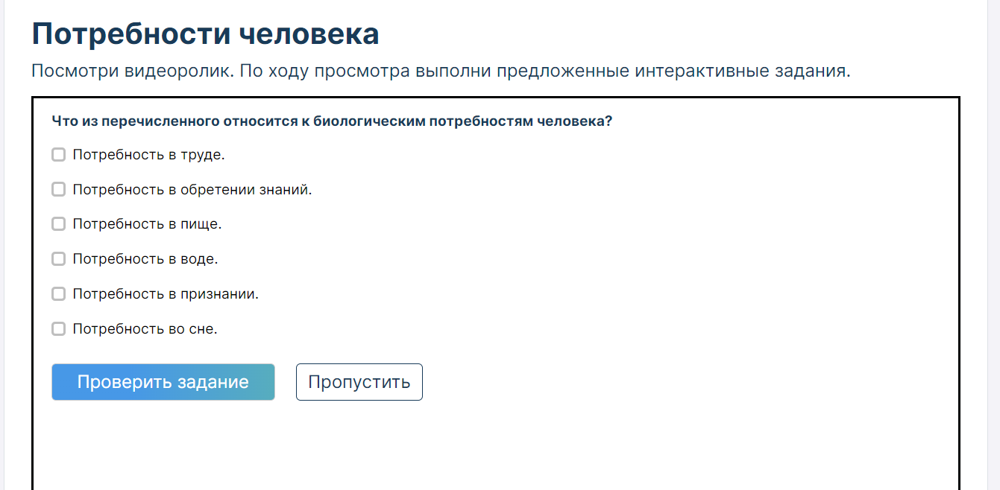 Потребности человека
Посмотри видеоролик. По ходу просмотра выполни предложенные интерактивные задания.
Что из перечисленного относится к биологическим потребностям человека?
Потребность в труде.
Потребность в обретении знаний.
Потребность в пище.
Потребность в воде.
Потребность в признании.
Потребность во сне.
Проверить задание
Пропустить